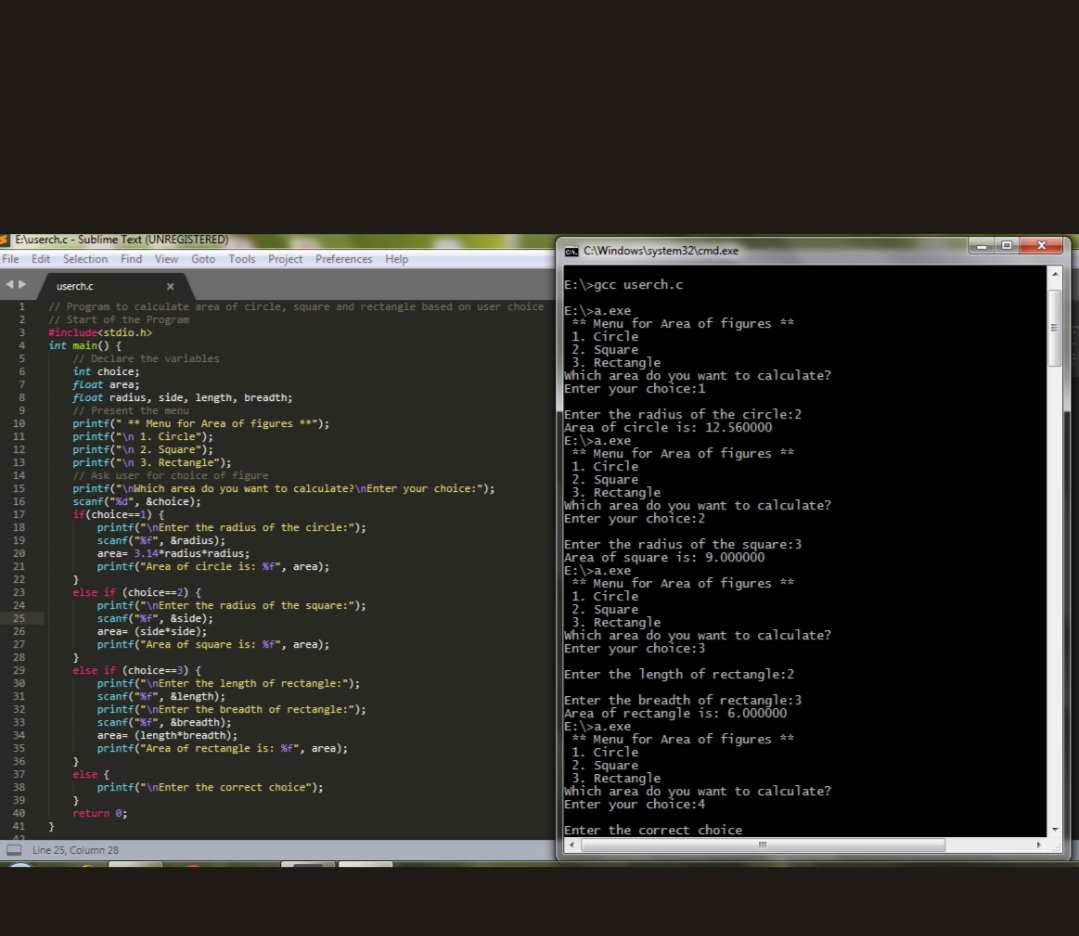 E:\userch.c - Sublime Text (UNREGISTERED)
File Edit Selection Find View Goto Tools Project Preferences Help
userch.c
1 // Program to calculate area of circle, square and rectangle based on user choice
2 // Start of the Program
3 #include<stdio.h>
4 int main() {
5 // Declare the variables
6 int choice;
7 float area;
8 float radius, side, length, breadth;
9 // Present the menu
10 printf(" ** Menu for Area of figures **");
11 printf("\n 1. Circle");
12 printf("\n 2. Square");
13 printf("\n 3. Rectangle");
14 // Ask user for choice of figure
15 printf("\nWhich area do you want to calculate?\nEnter your choice:");
16 scanf("%d", &choice);
17 if(choice==1) {
18 printf("\nEnter the radius of the circle:");
19 scanf("%f", &radius);
20 area= 3.14*radius*radius;
21 printf("Area of circle is: %f", area);
22 }
23 else if (choice==2) {
24 printf("\nEnter the radius of the square:");
25 scanf("%f", &side);
26 area= (side*side);
27 printf("Area of square is: %f", area);
28 }
29 else if (choice==3) {
30 printf("\nEnter the length of rectangle:");
31 scanf("%f", &length);
32 printf("\nEnter the breadth of rectangle:");
33 scanf("%f", &breadth);
34 area= (length*breadth);
35 printf("Area of rectangle is: %f", area);
36 }
37 else {
38 printf("\nEnter the correct choice");
39 }
40 return 0;
41 }
42
Line 25, Column 28
C:\Windows\system32\cmd.exe
E:\>gcc userch.c
E:\>a.exe
** Menu for Area of figures **
1. Circle
2. Square
3. Rectangle
Which area do you want to calculate?
Enter your choice:1
Enter the radius of the circle:2
Area of circle is: 12.560000
E:\>a.exe
** Menu for Area of figures **
1. Circle
2. Square
3. Rectangle
Which area do you want to calculate?
Enter your choice:2
Enter the radius of the square:3
Area of square is: 9.000000
E:\>a.exe
** Menu for Area of figures **
1. Circle
2. Square
3. Rectangle
Which area do you want to calculate?
Enter your choice:3
Enter the length of rectangle:2
Enter the breadth of rectangle:3
Area of rectangle is: 6.000000
E:\>a.exe
** Menu for Area of figures **
1. Circle
2. Square
3. Rectangle
Which area do you want to calculate?
Enter your choice:4
Enter the correct choice